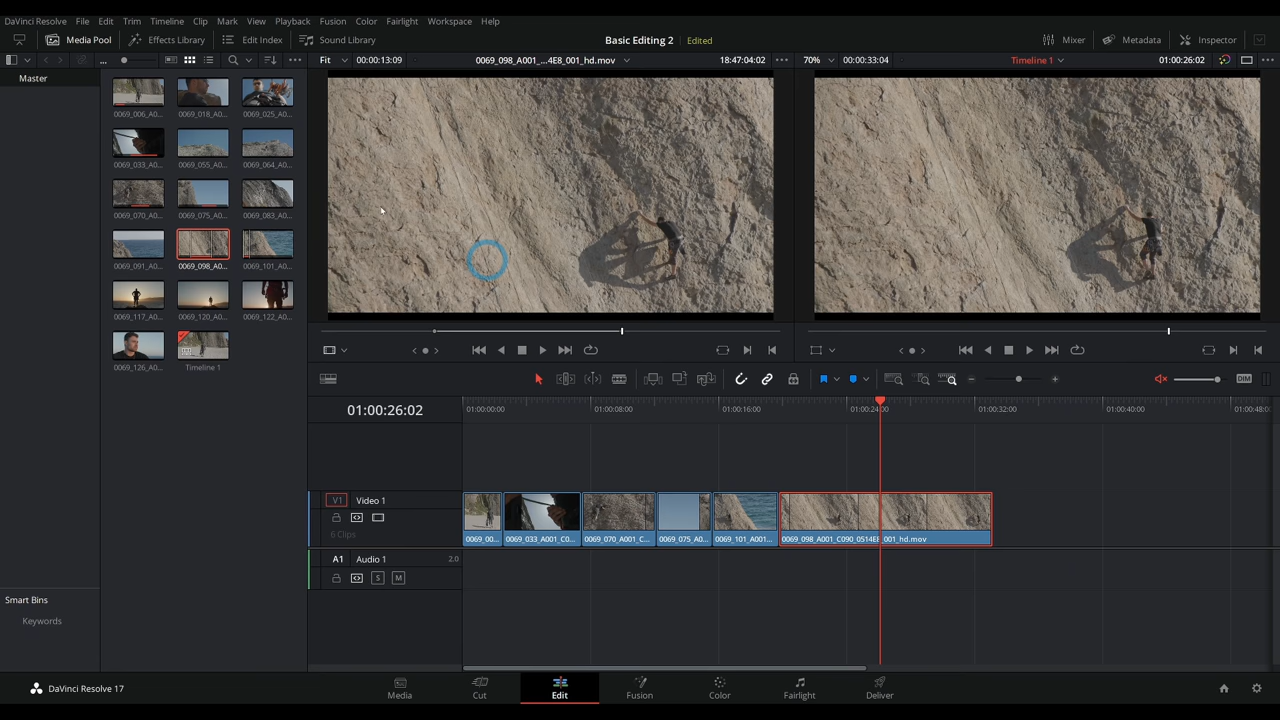 DaVinci Resolve File Edit Trim Timeline Clip Mark View Playback Fusion Color Fairlight Workspace Help
Media Pool Effects Library Edit Index Sound Library Basic Editing 2 Edited Mixer Metadata Inspector
... Fit 00:00:13:09 0069_098_A001_...4E8_001_hd.mov 18:47:04:02 70% 00:00:33:04 Timeline 1 01:00:26:02
Master
0069_006_A0... 0069_018_A0... 0069_025_A0...
0069_033_A0... 0069_055_A0... 0069_064_A0...
0069_070_A0... 0069_075_A0... 0069_083_A0...
0069_091_A0... 0069_098_A0... 0069_101_A0...
0069_117_A0... 0069_120_A0... 0069_122_A0...
0069_126_A0... Timeline 1
DIM
01:00:26:02 01:00:00:00 01:00:08:00 01:00:16:00 01:00:24:00 01:00:32:00 01:00:40:00 01:00:48:00
V1 Video 1
6 Clips
0069_00... 0069_033_A001_C0... 0069_070_A001_C... 0069_075_A0... 0069_101_A001... 0069_098_A001_C090_0514E8_001_hd.mov
A1 Audio 1 2.0
S M
Smart Bins
Keywords
DaVinci Resolve 17 Media Cut Edit Fusion Color Fairlight Deliver